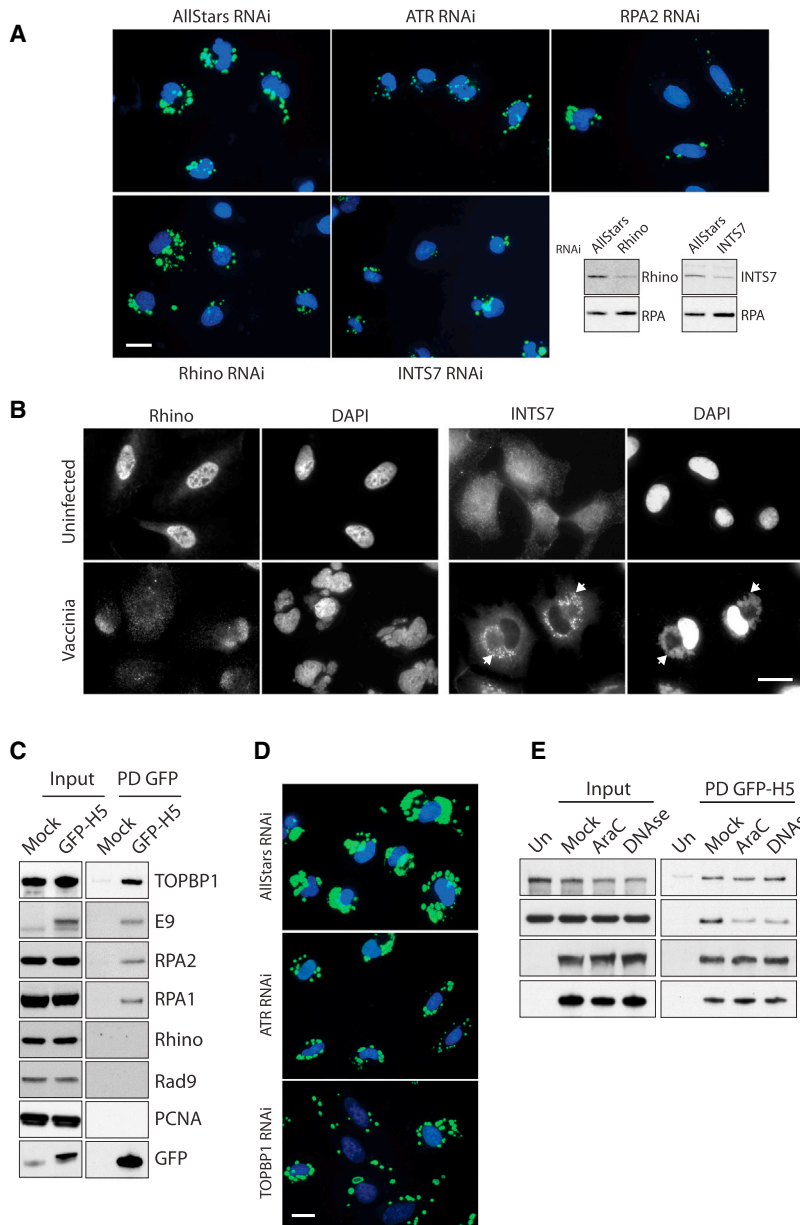 A
AllStars RNAi
ATR RNAi
RPA2 RNAi
Rhino RNAi
INTS7 RNAi
RNAi
AllStars
Rhino
AllStars
INTS7
Rhino
INTS7
RPA
RPA
B
Rhino
DAPI
INTS7
DAPI
Uninfected
Vaccinia
C
Input
PD GFP
Mock
GFP-H5
Mock
GFP-H5
TOPBP1
E9
RPA2
RPA1
Rhino
Rad9
PCNA
GFP
D
AllStars RNAi
ATR RNAi
TOPBP1 RNAi
E
Input
PD GFP-H5
Un
Mock
AraC
DNAse
Un
Mock
AraC
DNAs